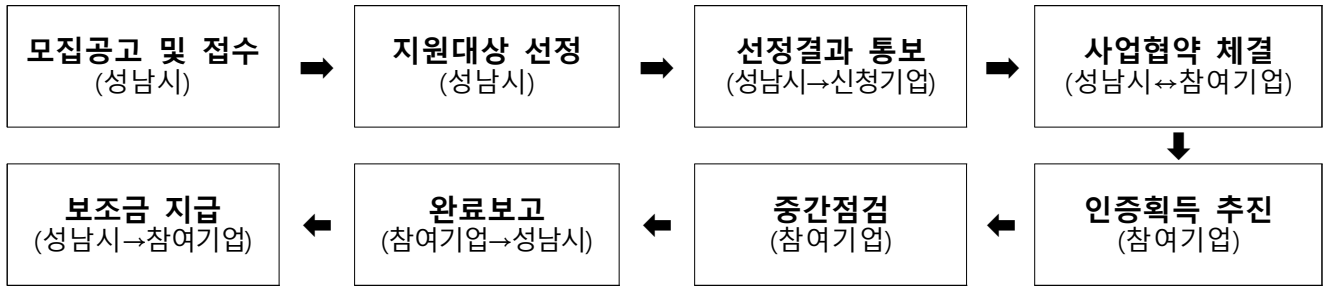 모집공고 및 접수
(성남시)
지원대상 선정
(성남시)
선정결과 통보
(성남시→신청기업)
사업협약 체결
(성남시↔참여기업)
인증획득 추진
(참여기업)
중간점검
(참여기업)
완료보고
(참여기업→성남시)
보조금 지급
(성남시→참여기업)